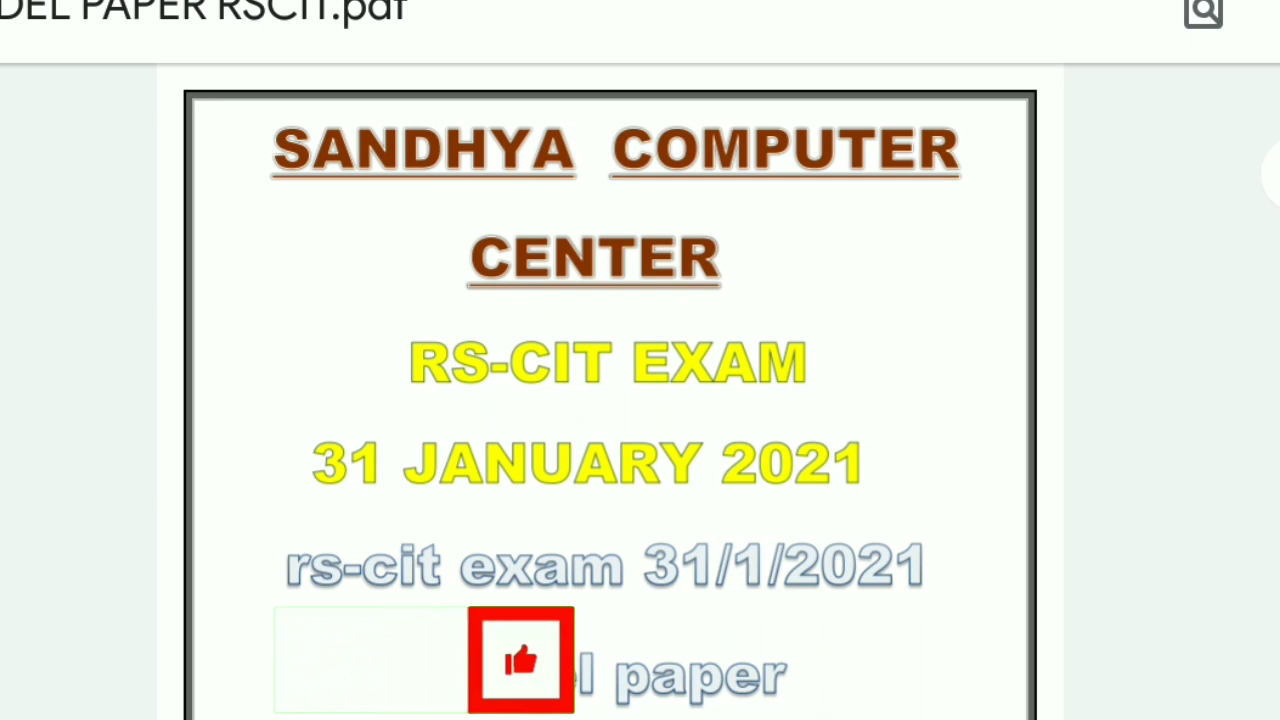 DEL PAPER RSCIT.pdf
SANDHYA COMPUTER
CENTER
RS-CIT EXAM
31 JANUARY 2021
rs-cit exam 31/1/2021
paper